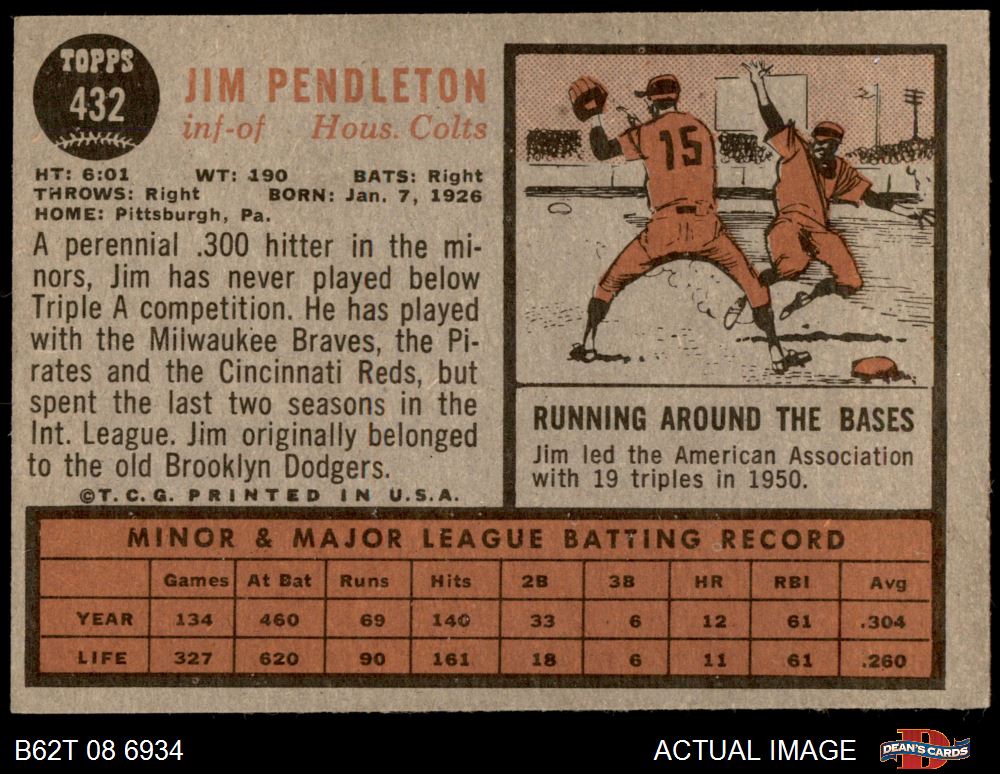 TOPPS
432
JIM PENDLETON
inf-of Hous. Colts
HT: 6:01 WT: 190 BATS: Right
THROWS: Right BORN: Jan. 7, 1926
HOME: Pittsburgh, Pa.
A perennial .300 hitter in the mi-
nors, Jim has never played below
Triple A competition. He has played
with the Milwaukee Braves, the Pi-
rates and the Cincinnati Reds, but
spent the last two seasons in the
Int. League. Jim originally belonged
to the old Brooklyn Dodgers.
©T.C.G. PRINTED IN U.S.A.
15
RUNNING AROUND THE BASES
Jim led the American Association
with 19 triples in 1950.
MINOR & MAJOR LEAGUE BATTING RECORD
Games At Bat Runs Hits 2B 3B HR RBI Avg
YEAR 134 460 69 140 33 6 12 61 .304
LIFE 327 620 90 161 18 6 11 61 .260
B62T 08 6934 ACTUAL IMAGE DEAN'S CARDS